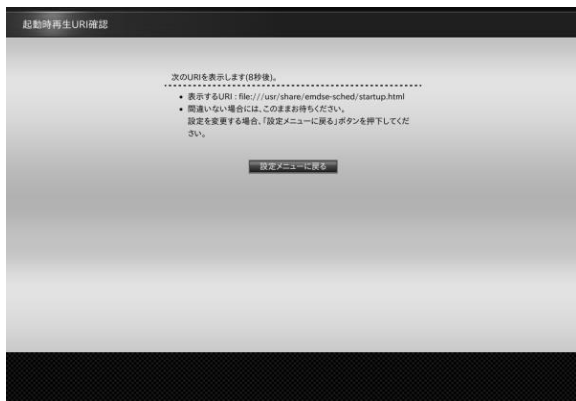 起動時再生URI確認
次のURIを表示します(8秒後)。
• 表示するURI : file:///usr/share/emdse-sched/startup.html
• 間違いない場合には、このままお待ちください。
設定を変更する場合、「設定メニューに戻る」ボタンを押下してくだ
さい。
設定メニューに戻る